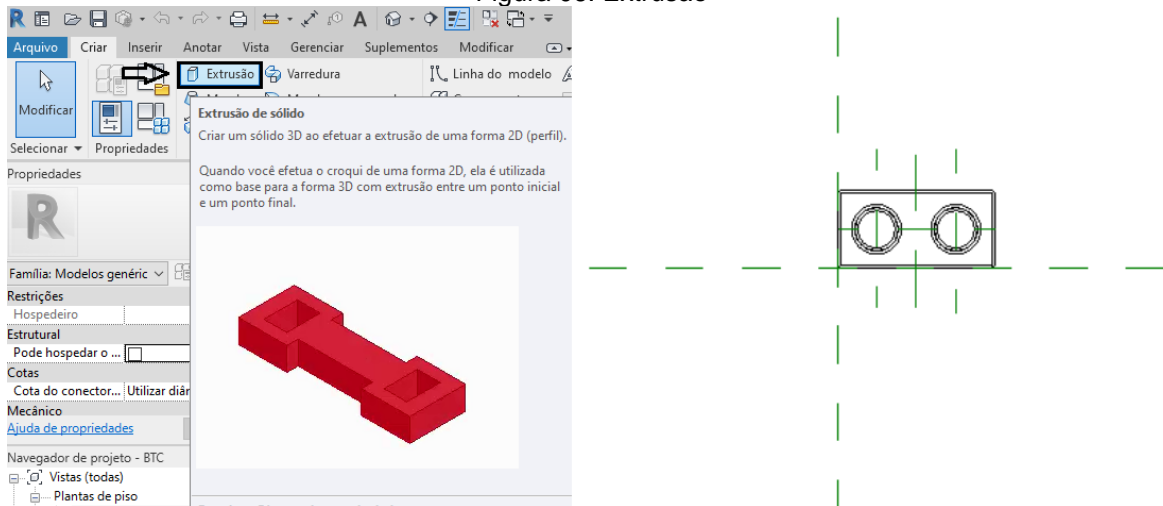 Arquivo Criar Inserir Anotar Vista Gerenciar Suplementos Modificar
Extrusão Varredura Linha do modelo
Modificar
Selecionar Propriedades
Extrusão de sólido
Criar um sólido 3D ao efetuar a extrusão de uma forma 2D (perfil).
Quando você efetua o croqui de uma forma 2D, ela é utilizada
como base para a forma 3D com extrusão entre um ponto inicial
e um ponto final.
Propriedades
Família: Modelos genéric
Restrições
Hospedeiro
Estrutural
Pode hospedar o ...
Cotas
Cota do conector... Utilizar diâr
Mecânico
Ajuda de propriedades
Navegador de projeto - BTC
Vistas (todas)
Plantas de piso